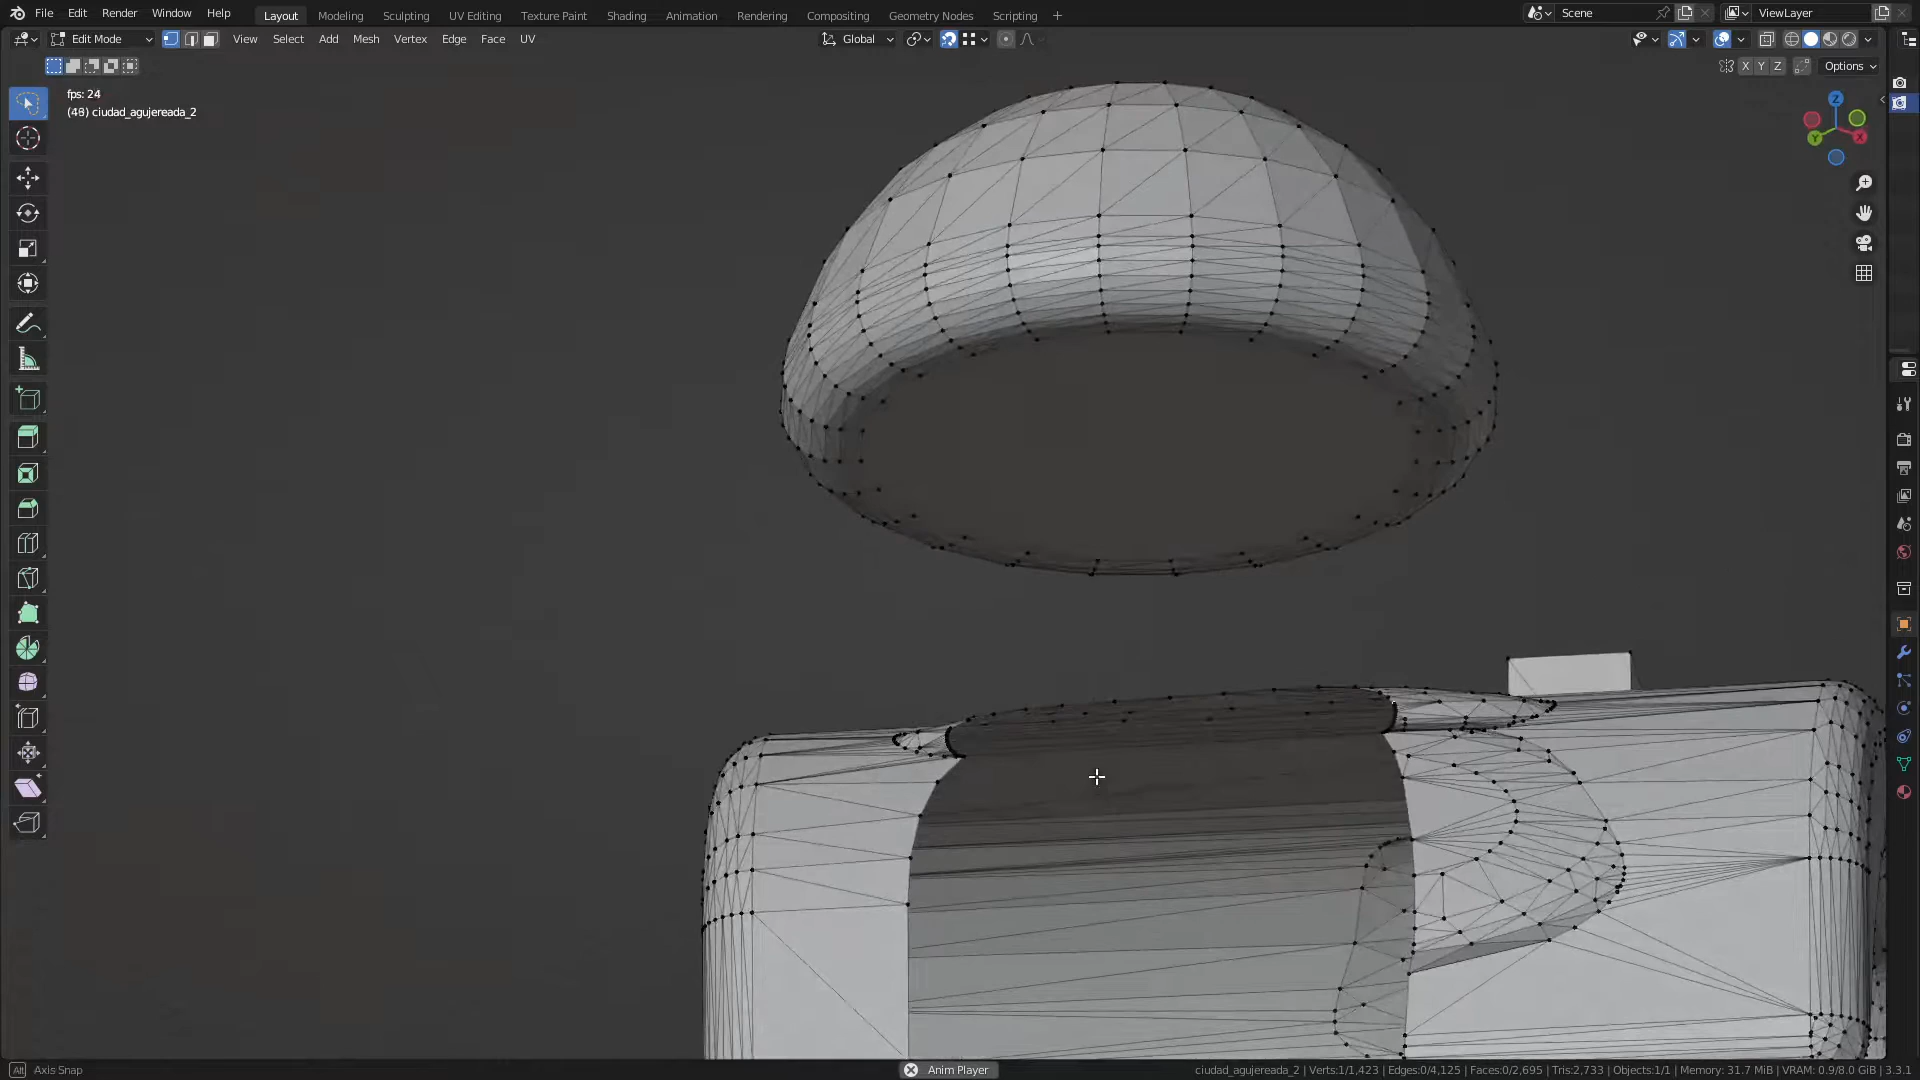 File Edit Render Window Help Layout Modeling Sculpting UV Editing Texture Paint Shading Animation Rendering Compositing Geometry Nodes Scripting + Scene ViewLayer
Edit Mode View Select Add Mesh Vertex Edge Face UV Global
X Y Z Options
fps: 24
(48) ciudad_agujereada_2
Z
Y X
Alt Axis Snap Anim Player ciudad_agujereada_2 | Verts:1/1,423 | Edges:0/4,125 | Faces:0/2,695 | Tris:2,733 | Objects:1/1 | Memory: 31.7 MiB | VRAM: 0.9/8.0 GiB | 3.3.1